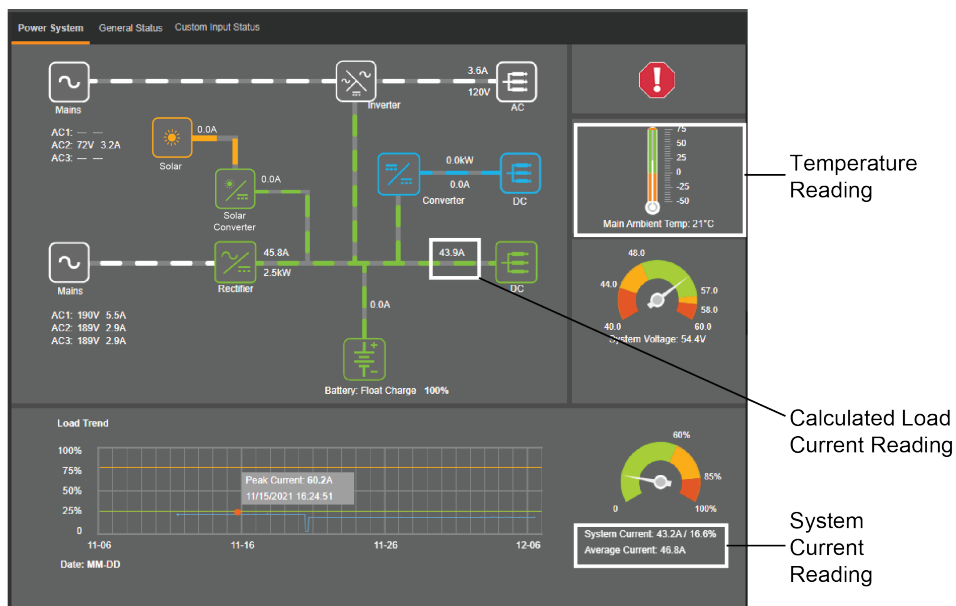 Power System General Status Custom Input Status
Mains
AC1: — —
AC2: 72V 3.2A
AC3: — —
Inverter
3.6A
120V
AC
Solar
0.0A
Solar
Converter
0.0A
0.0kW
0.0A
Converter
DC
Mains
AC1: 190V 5.5A
AC2: 189V 2.9A
AC3: 189V 2.9A
45.8A
2.5kW
Rectifier
43.9A
DC
0.0A
Battery: Float Charge 100%
!
75
50
25
0
-25
-50
Main Ambient Temp: 21°C
48.0
44.0
57.0
58.0
40.0
60.0
System Voltage: 54.4V
Temperature
Reading
Calculated Load
Current Reading
Load Trend
100%
75%
50%
25%
0
Peak Current: 60.2A
11/15/2021 16:24:51
11-06
11-16
11-26
12-06
Date: MM-DD
60%
85%
0
100%
System Current: 43.2A / 16.6%
Average Current: 46.8A
System
Current
Reading